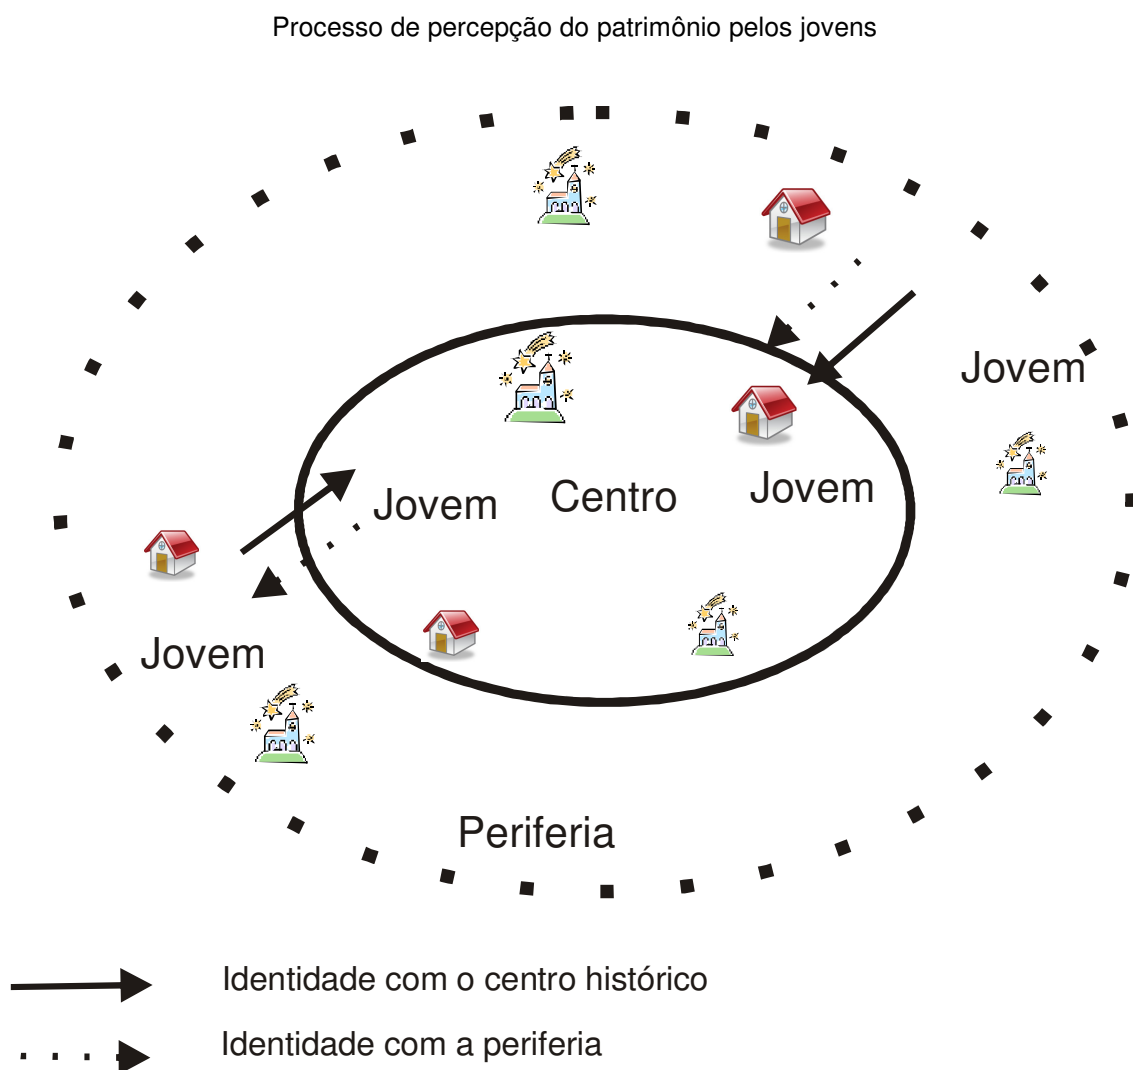 Processo de percepção do patrimônio pelos jovens
Jovem
Jovem
Centro
Jovem
Jovem
Periferia
Identidade com o centro histórico
Identidade com a periferia